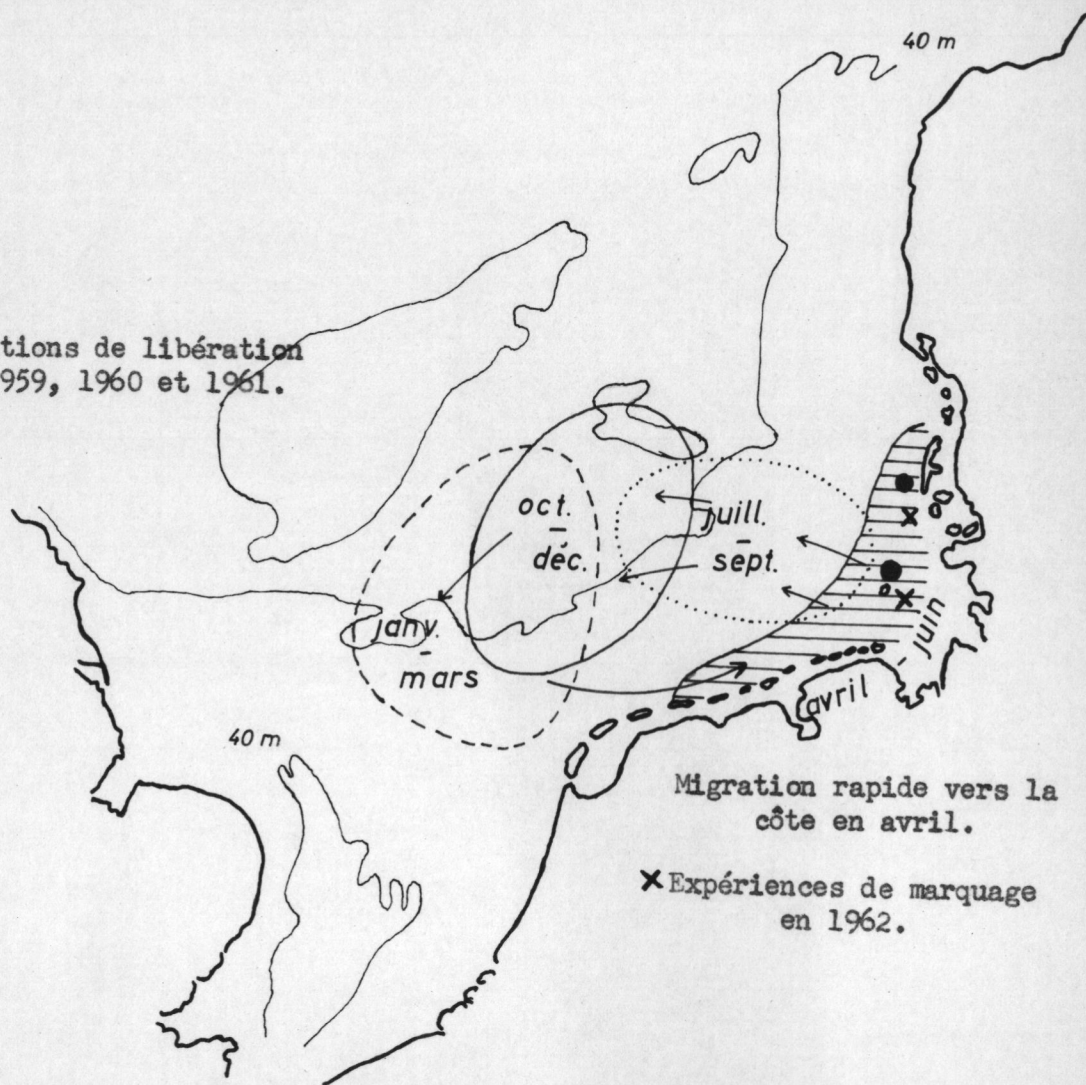 40 m
tions de libération
959, 1960 et 1961.
oct.
–
déc.
juill.
–
sept.
janv.
–
mars
juin
avril
40 m
Migration rapide vers la
côte en avril.
X Expériences de marquage
en 1962.